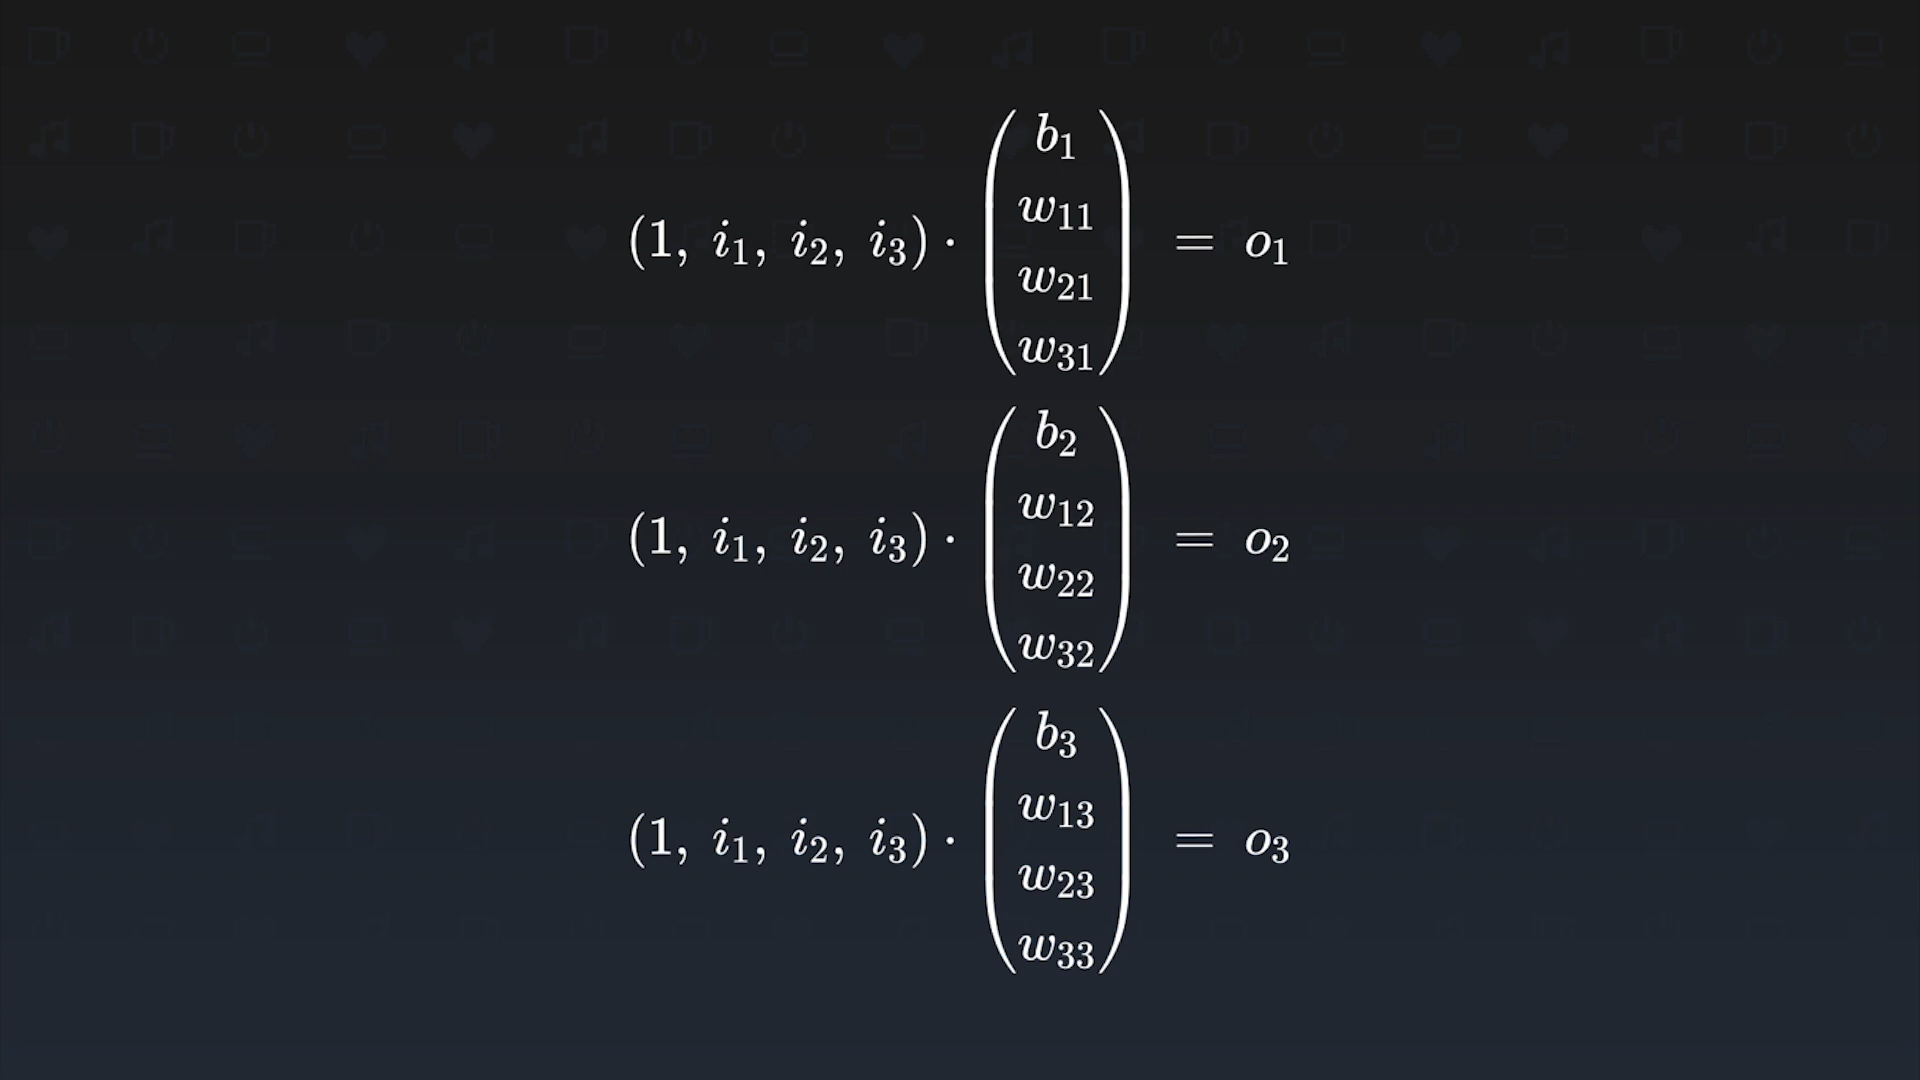 (1, i₁, i₂, i₃) · (b₁ w₁₁ w₂₁ w₃₁) = o₁
(1, i₁, i₂, i₃) · (b₂ w₁₂ w₂₂ w₃₂) = o₂
(1, i₁, i₂, i₃) · (b₃ w₁₃ w₂₃ w₃₃) = o₃